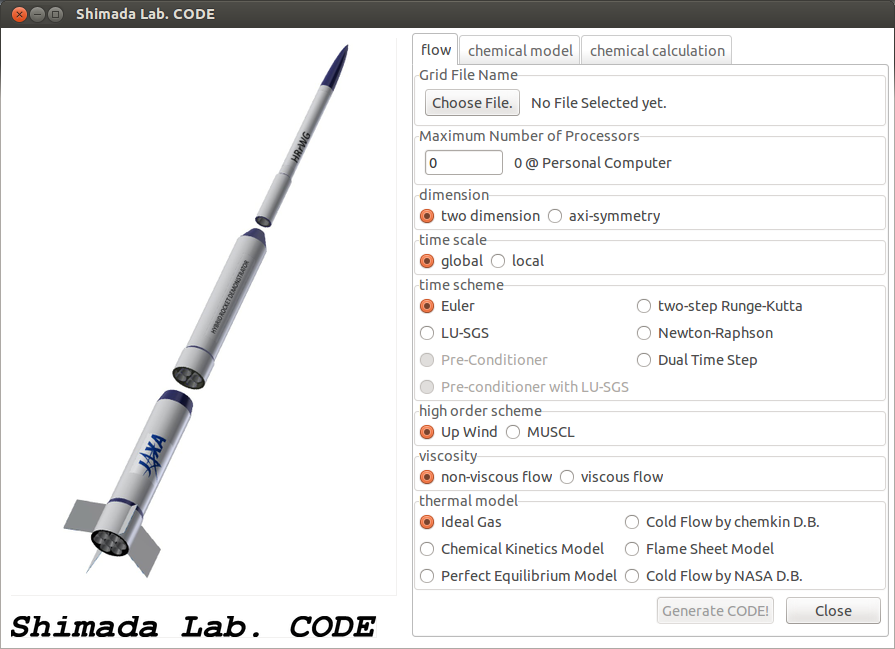 Shimada Lab. CODE
flow chemical model chemical calculation
Grid File Name
Choose File. No File Selected yet.
Maximum Number of Processors
0 0 @ Personal Computer
dimension
two dimension axi-symmetry
time scale
global local
time scheme
Euler two-step Runge-Kutta
LU-SGS Newton-Raphson
Pre-Conditioner Dual Time Step
Pre-conditioner with LU-SGS
high order scheme
Up Wind MUSCL
viscosity
non-viscous flow viscous flow
thermal model
Ideal Gas Cold Flow by chemkin D.B.
Chemical Kinetics Model Flame Sheet Model
Perfect Equilibrium Model Cold Flow by NASA D.B.
Generate CODE! Close
HRrWG
HYBRID ROCKET DEMONSTRATOR
JAXA
Shimada Lab. CODE